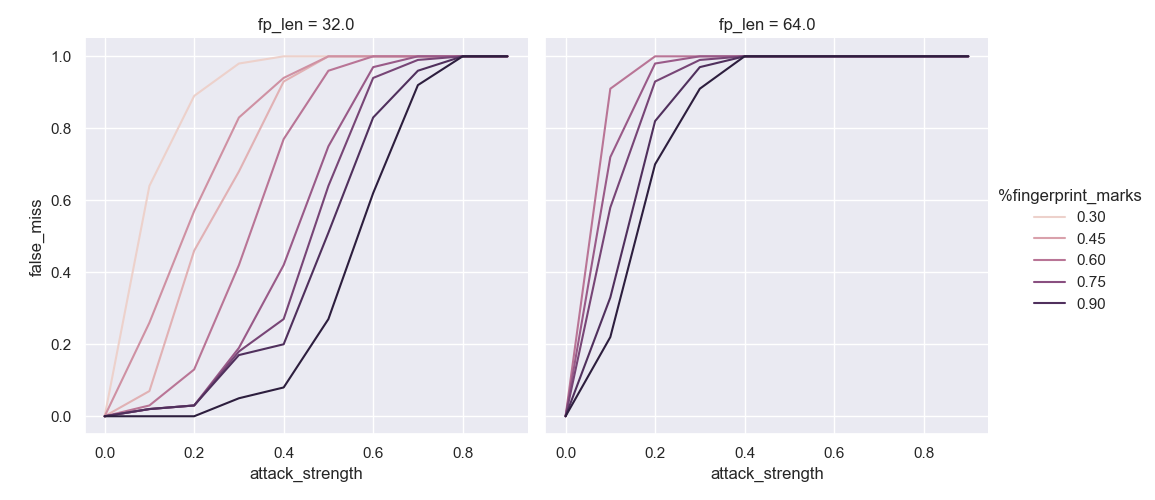 fp_len = 32.0
fp_len = 64.0
false_miss
1.0
0.8
0.6
0.4
0.2
0.0
0.0 0.2 0.4 0.6 0.8
0.0 0.2 0.4 0.6 0.8
attack_strength
attack_strength
%fingerprint_marks
0.30
0.45
0.60
0.75
0.90